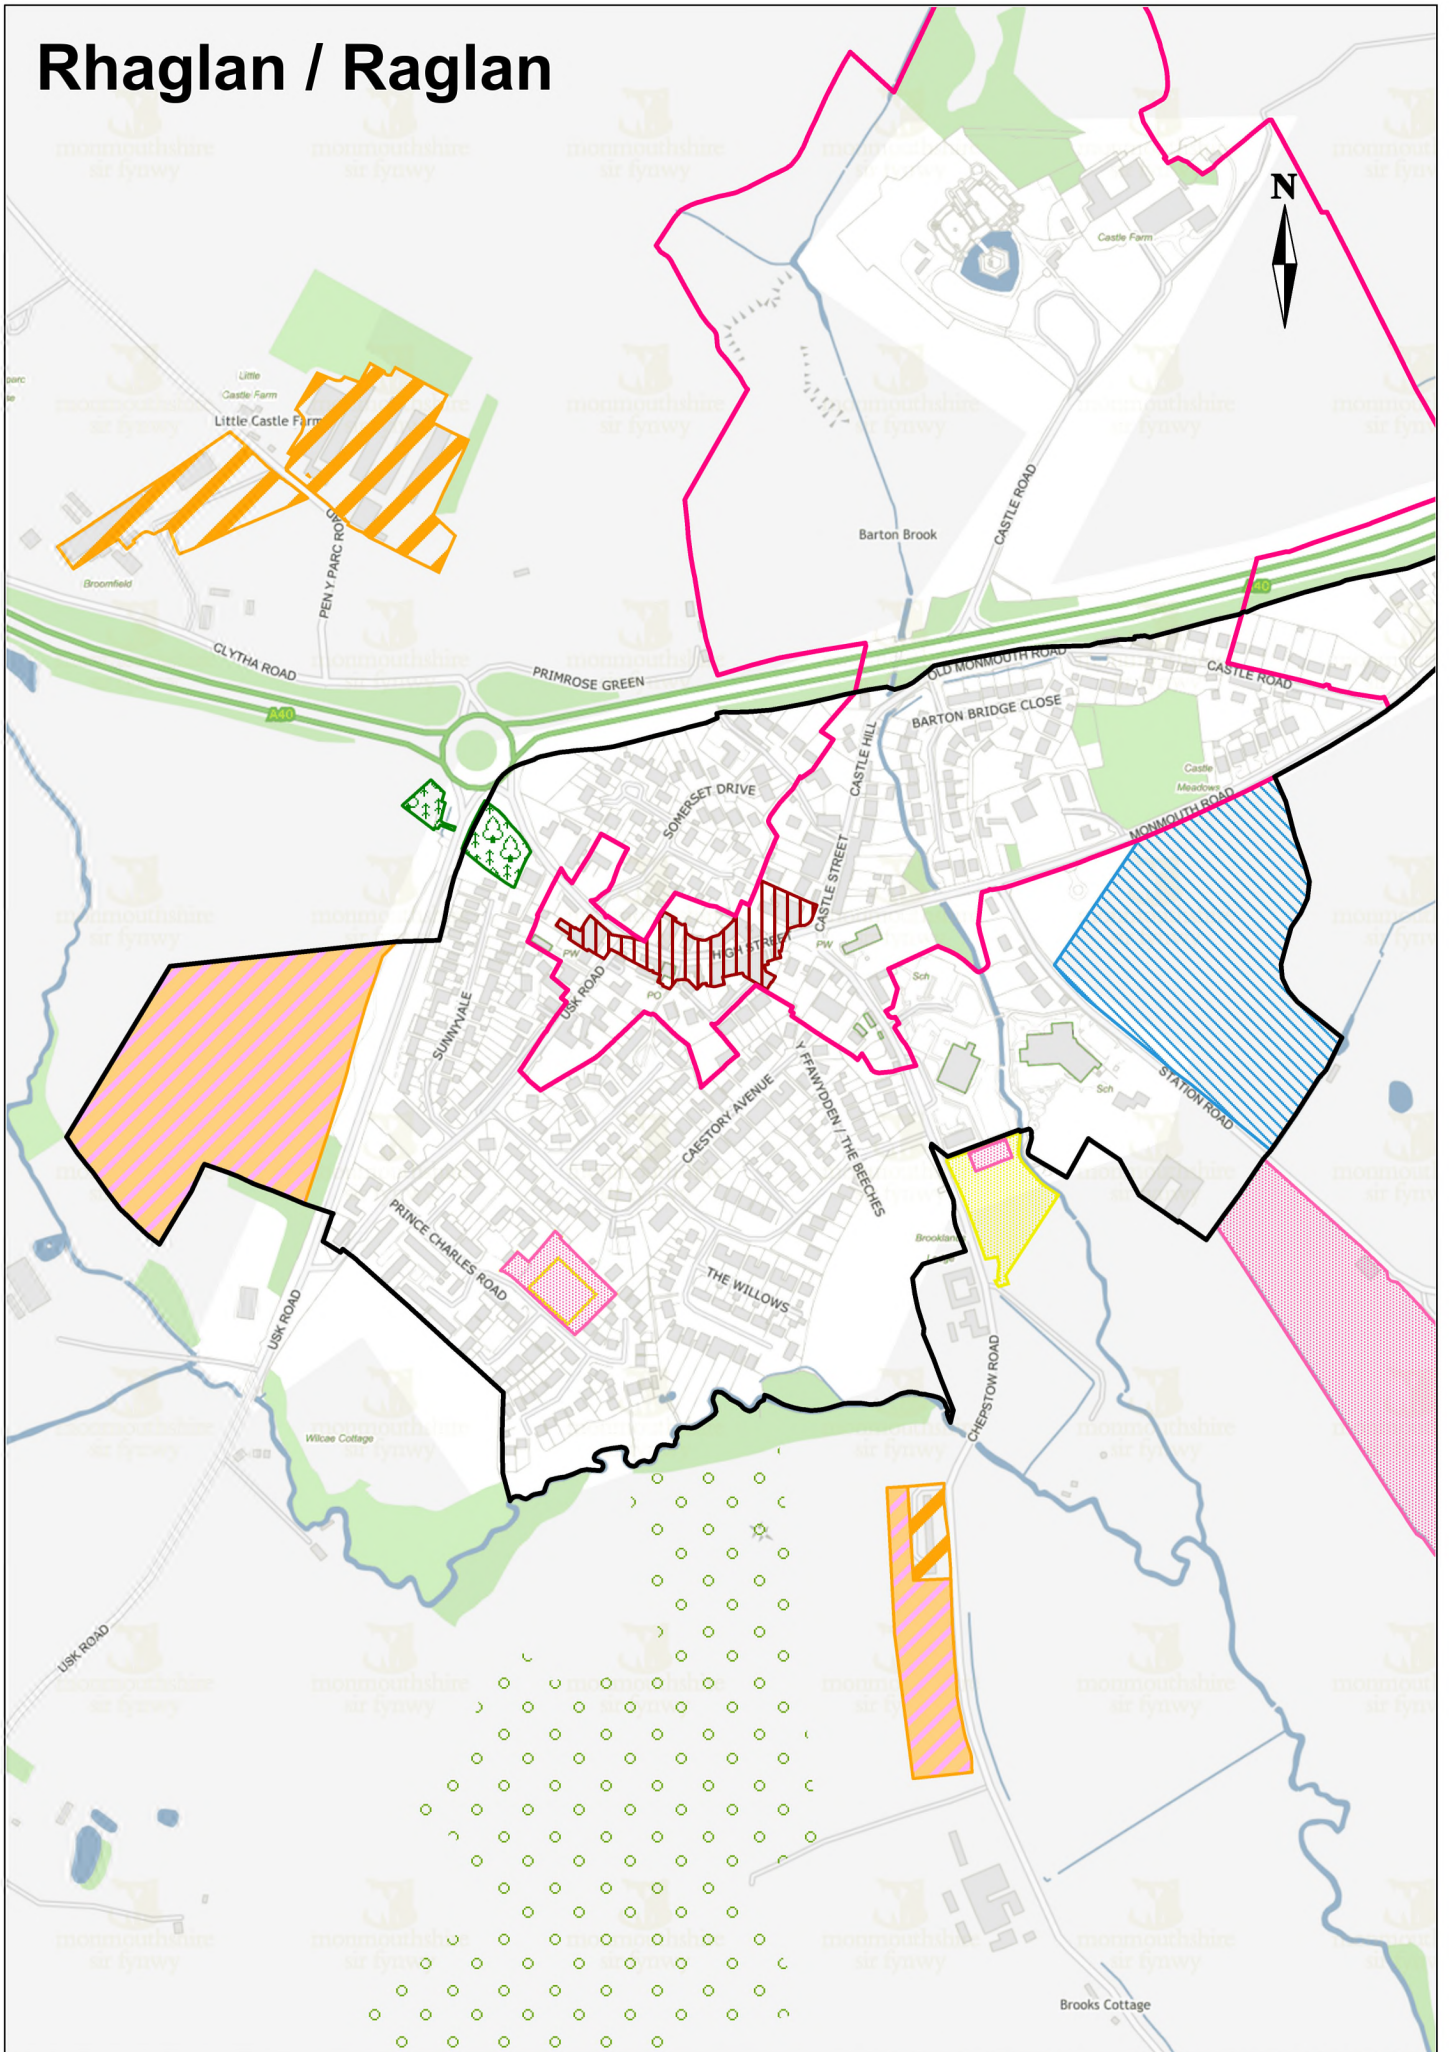 Rhaglan / Raglan
monmouthshire
sir fynwy
N
Castle Farm
Little
Castle Farm
Little Castle Farm
CASTLE ROAD
Barton Brook
PEN Y PARC ROAD
Broomfield
A40
CLYTHA ROAD
PRIMROSE GREEN
OLD MONMOUTH ROAD
CASTLE ROAD
A40
BARTON BRIDGE CLOSE
CASTLE HILL
Castle
Meadows
SOMERSET DRIVE
MONMOUTH ROAD
CASTLE STREET
HIGH STREET
PW
PW
PO
USK ROAD
Sch
SUNNYVALE
Y FFAWYDDEN / THE BEECHES
CAESTORY AVENUE
Sch
STATION ROAD
PRINCE CHARLES ROAD
THE WILLOWS
USK ROAD
CHEPSTOW ROAD
Wilcae Cottage
USK ROAD
Brooks Cottage